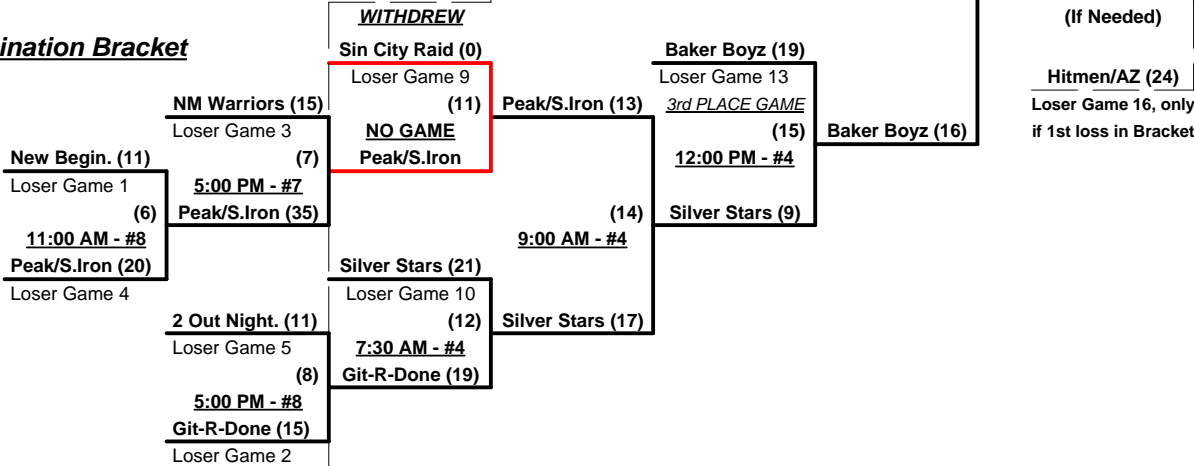 WITHDREW
(If Needed)
ination Bracket
Sin City Raid (0)
Baker Boyz (19)
Loser Game 9
Loser Game 13
Hitmen/AZ (24)
NM Warriors (15)
(11)
Peak/S.Iron (13)
3rd PLACE GAME
Loser Game 16, only
Loser Game 3
NO GAME
(15)
Baker Boyz (16)
if 1st loss in Bracket
New Begin. (11)
(7)
Peak/S.Iron
12:00 PM - #4
Loser Game 1
5:00 PM - #7
(6)
Peak/S.Iron (35)
(14)
Silver Stars (9)
11:00 AM - #8
9:00 AM - #4
Peak/S.Iron (20)
Silver Stars (21)
Loser Game 4
Loser Game 10
2 Out Night. (11)
(12)
Silver Stars (17)
Loser Game 5
7:30 AM - #4
(8)
Git-R-Done (19)
5:00 PM - #8
Git-R-Done (15)
Loser Game 2